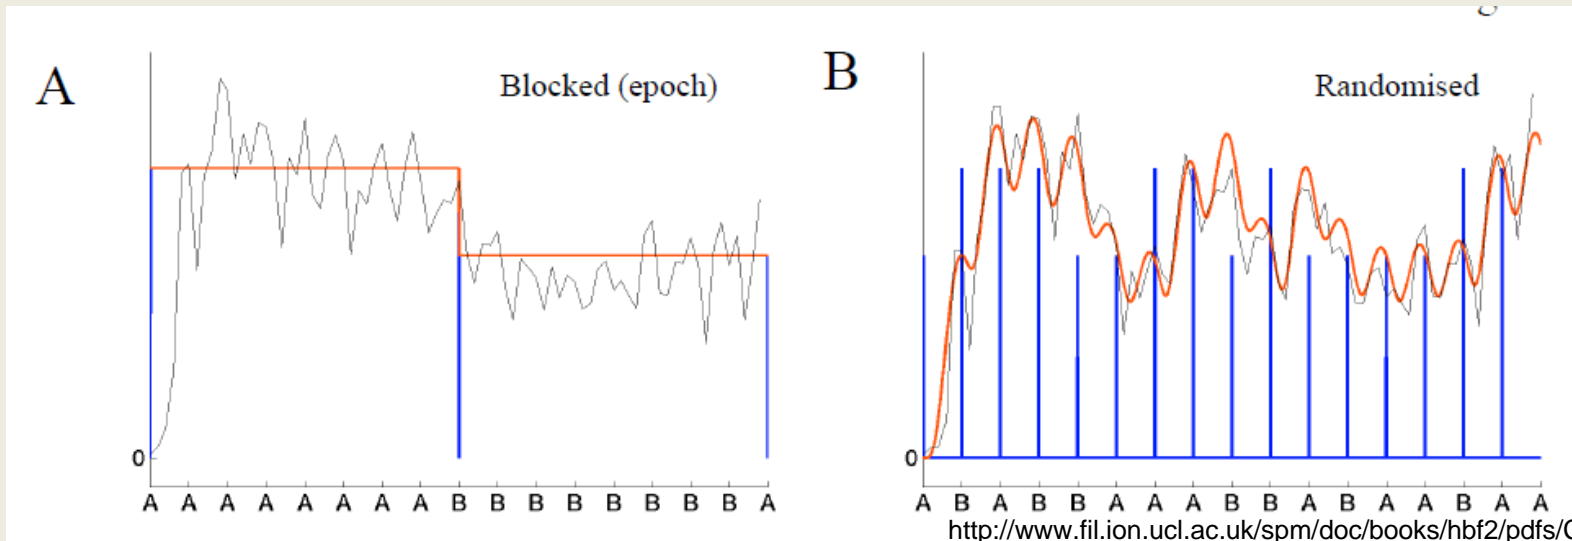 A
Blocked (epoch)
0
A A A A A A A A B B B B B B B B A
B
Randomised
0
A B A B B A A A B B A B A A B A A
http://www.fil.ion.ucl.ac.uk/spm/doc/books/hbf2/pdfs/